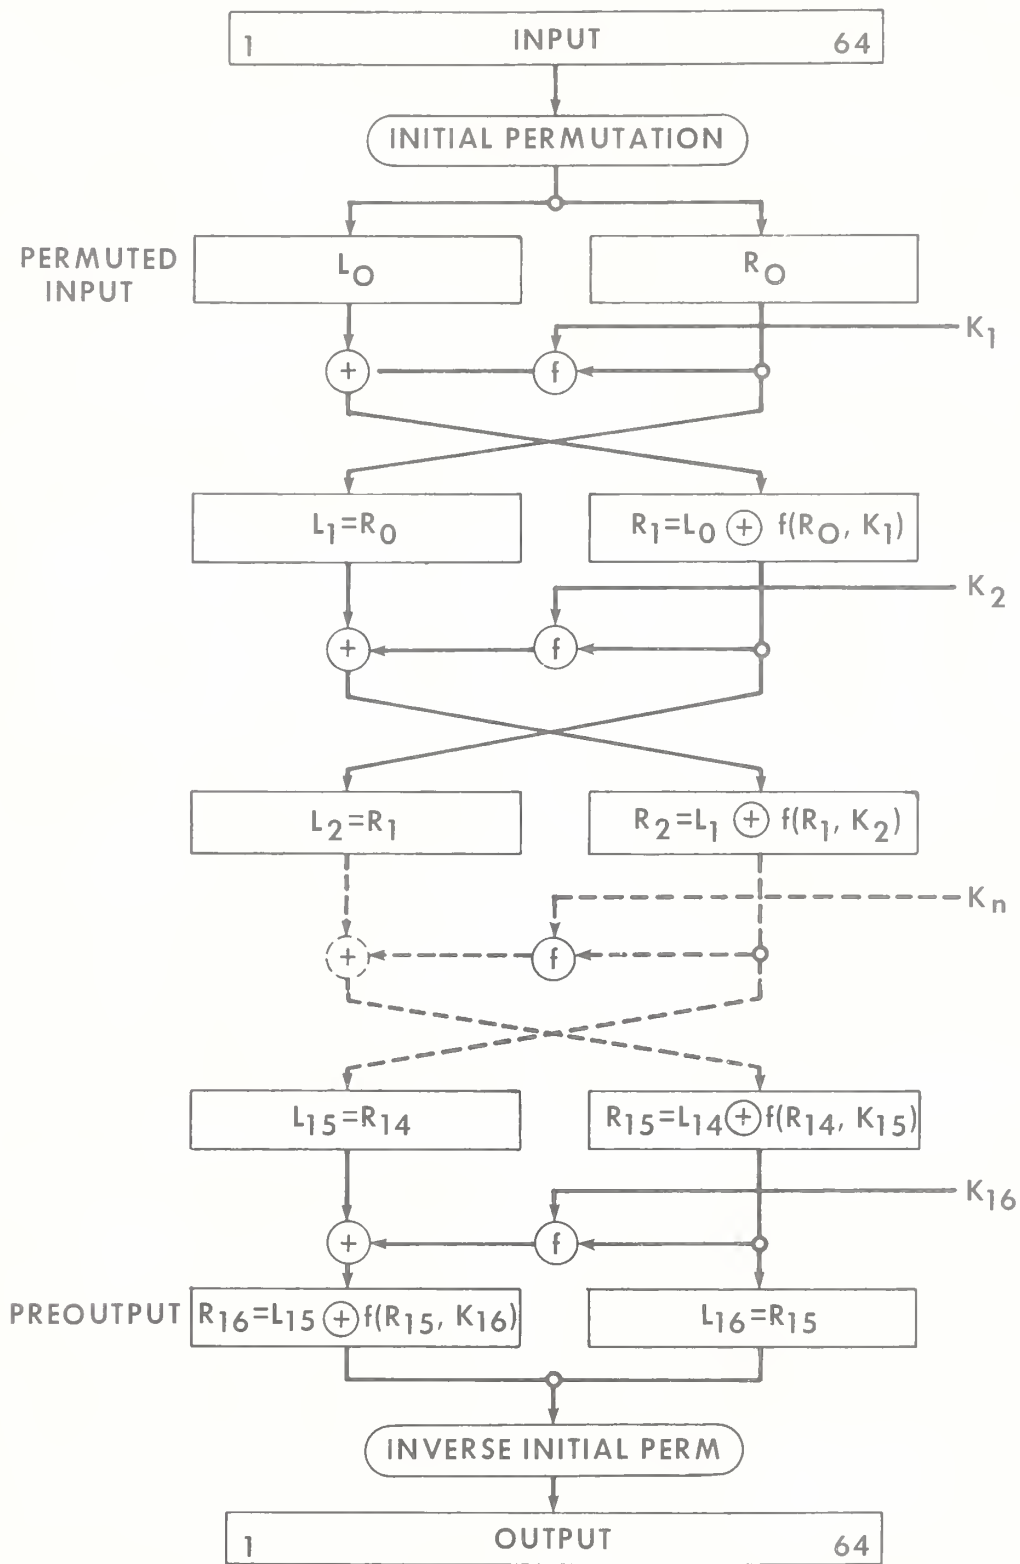 1 INPUT 64
INITIAL PERMUTATION
PERMUTED
INPUT
L0
R0
K1
+
f
L1=R0
R1=L0 ⊕ f(R0, K1)
K2
+
f
L2=R1
R2=L1 ⊕ f(R1, K2)
Kn
+
f
L15=R14
R15=L14⊕f(R14, K15)
K16
+
f
PREOUTPUT
R16=L15⊕f(R15, K16)
L16=R15
INVERSE INITIAL PERM
1 OUTPUT 64